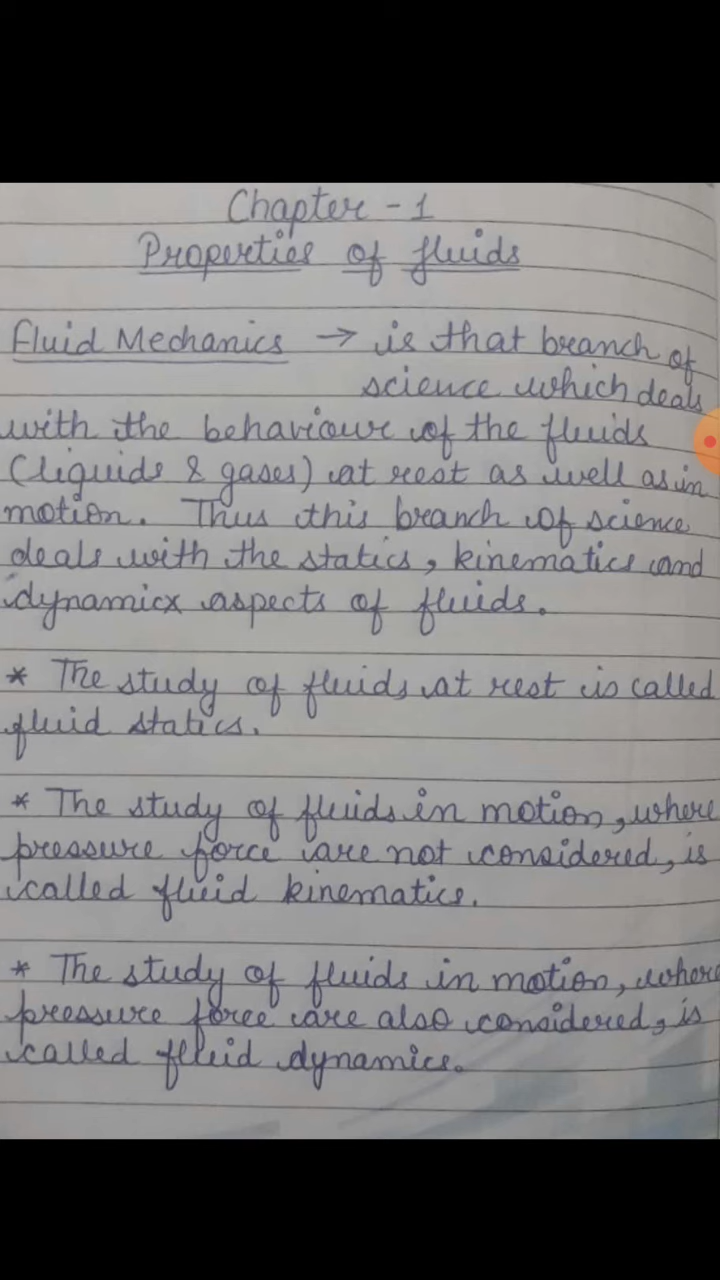 Chapter - 1
Properties of fluids
Fluid Mechanics → is that branch of
science which deals
with the behaviour of the fluids
(liquids & gases) at rest as well as in
motion. Thus this branch of science
deals with the statics, kinematics and
dynamicx aspects of fluids.
* The study of fluids at rest is called
fluid statics.
* The study of fluids in motion, where
pressure force are not considered, is
called fluid kinematics.
* The study of fluids in motion, where
pressure force are also considered, is
called fluid dynamics.